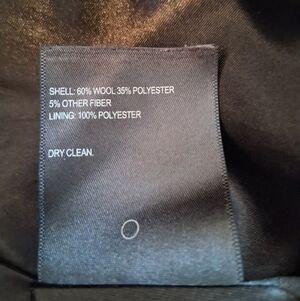 SHELL: 60% WOOL 35% POLYESTER
5% OTHER FIBER
LINING: 100% POLYESTER
DRY CLEAN.